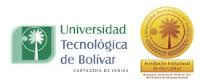 Universidad
Tecnológica
de Bolívar
CARTAGENA DE INDIAS
Acreditación Institucional
de Alta Calidad